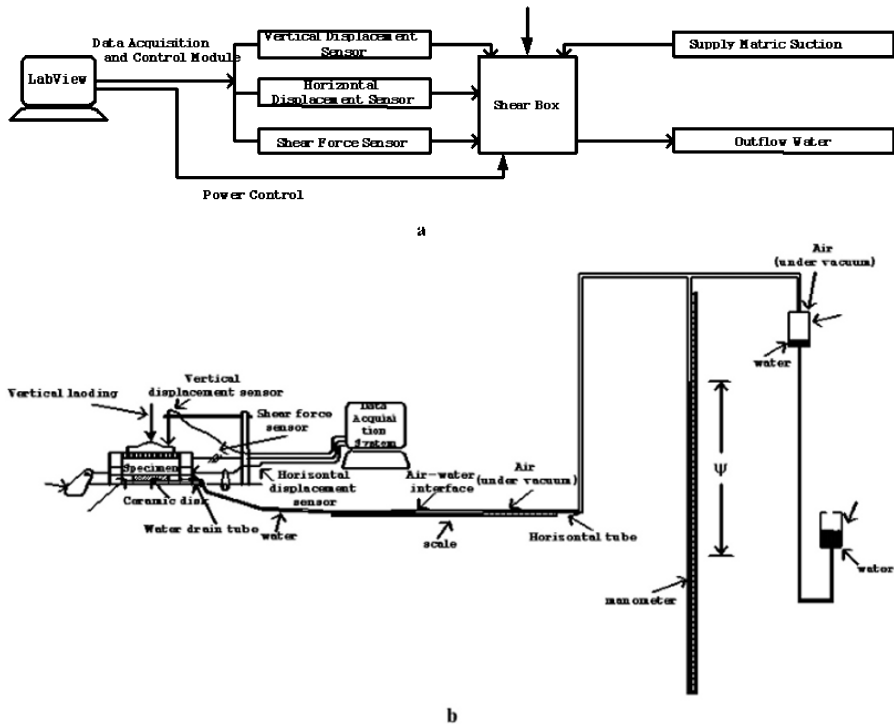 Data Acquisition
and Control Module
LabView
Vertical Displacement
Sensor
Horizontal
Displacement Sensor
Shear Force Sensor
Shear Box
Supply Matric Suction
Outflow Water
Power Control
a
Air
(under vacuum)
water
Vertical laoding
Vertical
displacement sensor
Shear force
sensor
Data
Acquisi
tion
System
Specimen
Ceramic disk
Water drain tube
water
Horisontal
displacement
sensor
Air-water
interface
Air
(under vacuum)
scale
Horisontal tube
Ψ
manometer
water
b